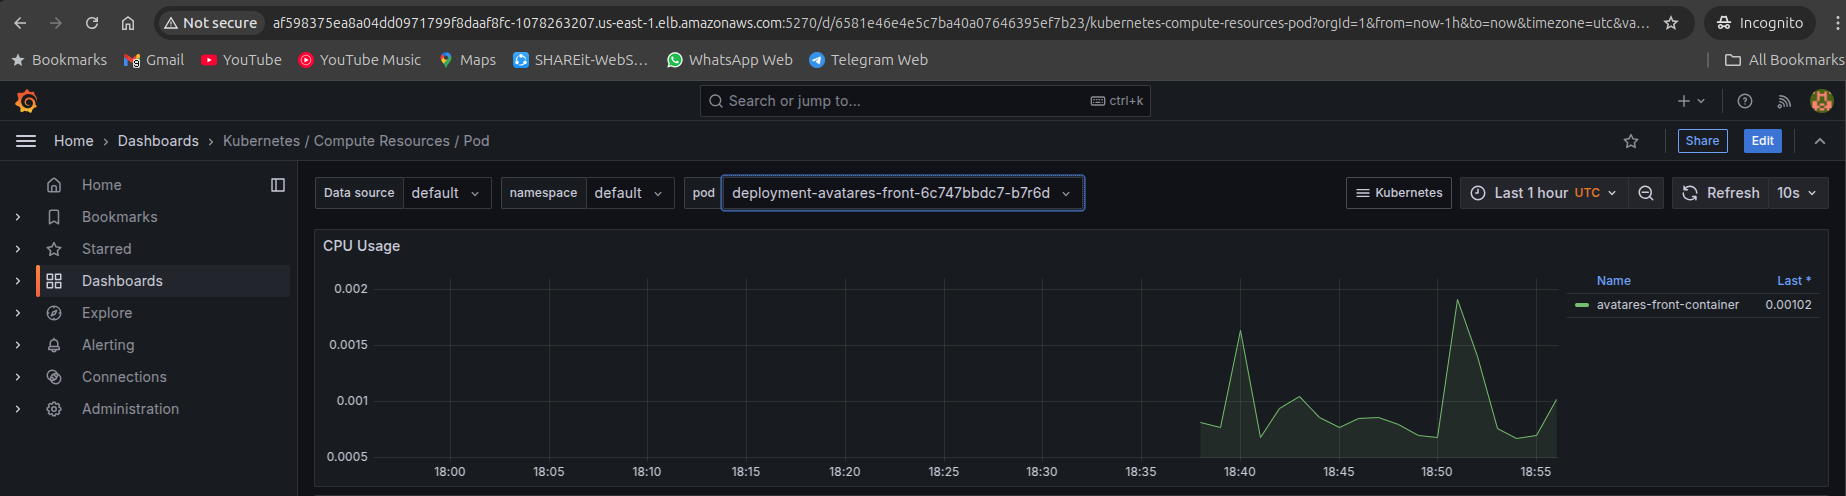 Not secure af598375ea8a04dd0971799f8daaf8fc-1078263207.us-east-1.elb.amazonaws.com:5270/d/6581e46e4e5c7ba40a07646395ef7b23/kubernetes-compute-resources-pod?orgId=1&from=now-1h&to=now&timezone=utc&va... Incognito
Bookmarks Gmail YouTube YouTube Music Maps SHAREit-WebS... WhatsApp Web Telegram Web All Bookmarks
Search or jump to... ctrl+k
Home > Dashboards > Kubernetes / Compute Resources / Pod Share Edit
Home
Bookmarks
Starred
Dashboards
Explore
Alerting
Connections
Administration
Data source default namespace default pod deployment-avatares-front-6c747bbdc7-b7r6d Kubernetes Last 1 hour UTC Refresh 10s
CPU Usage
0.002
0.0015
0.001
0.0005
18:00 18:05 18:10 18:15 18:20 18:25 18:30 18:35 18:40 18:45 18:50 18:55
Name Last *
avatares-front-container 0.00102